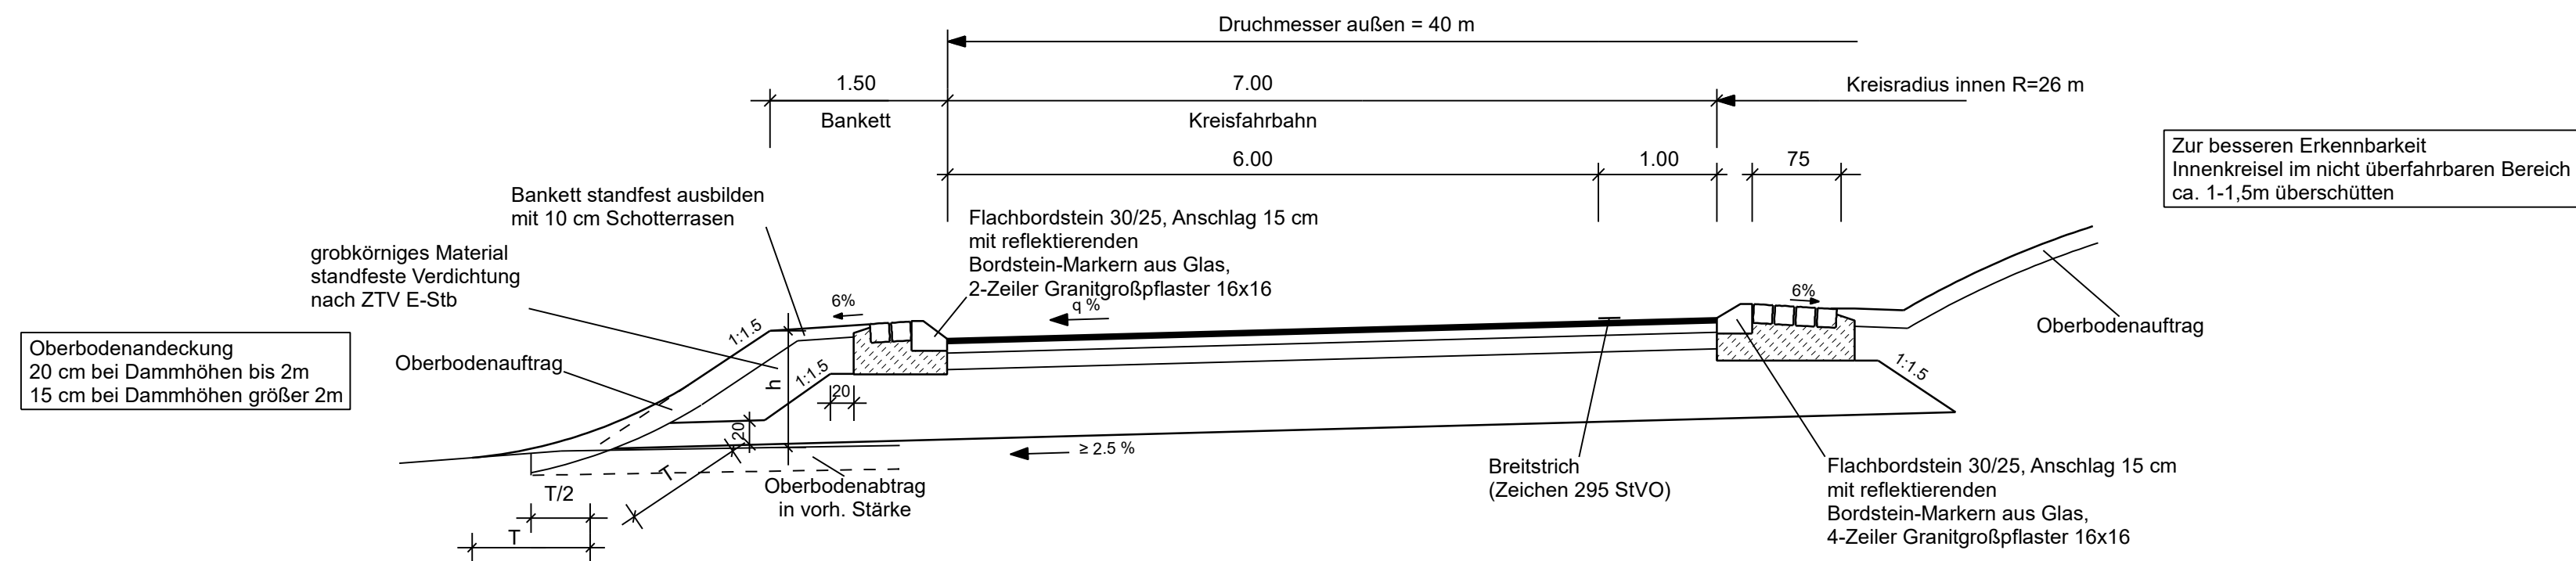 Druchmesser außen = 40 m
1.50
7.00
Kreisradius innen R=26 m
Bankett
Kreisfahrbahn
6.00
1.00
75
Zur besseren Erkennbarkeit
Innenkreisel im nicht überfahrbaren Bereich
ca. 1-1,5m überschütten
Bankett standfest ausbilden
mit 10 cm Schotterrasen
Flachbordstein 30/25, Anschlag 15 cm
mit reflektierenden
Bordstein-Markern aus Glas,
2-Zeiler Granitgroßpflaster 16x16
grobkörniges Material
standfeste Verdichtung
nach ZTV E-Stb
6%
q %
6%
1:1.5
Oberbodenauftrag
Oberbodenandeckung
20 cm bei Dammhöhen bis 2m
15 cm bei Dammhöhen größer 2m
Oberbodenauftrag
1:1.5
h
20
1:1.5
20
≥ 2.5 %
T
T/2
T
Oberbodenabtrag
in vorh. Stärke
Breitstrich
(Zeichen 295 StVO)
Flachbordstein 30/25, Anschlag 15 cm
mit reflektierenden
Bordstein-Markern aus Glas,
4-Zeiler Granitgroßpflaster 16x16